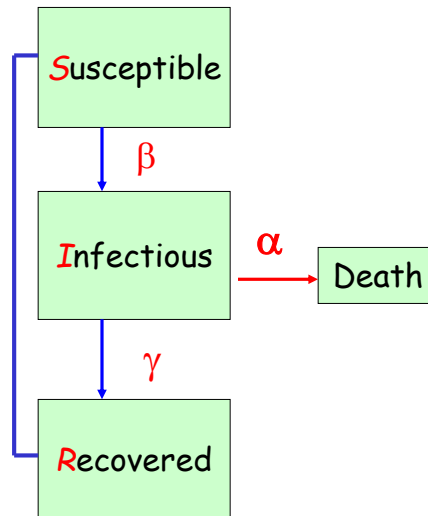 Susceptible
β
Infectious
α
Death
γ
Recovered